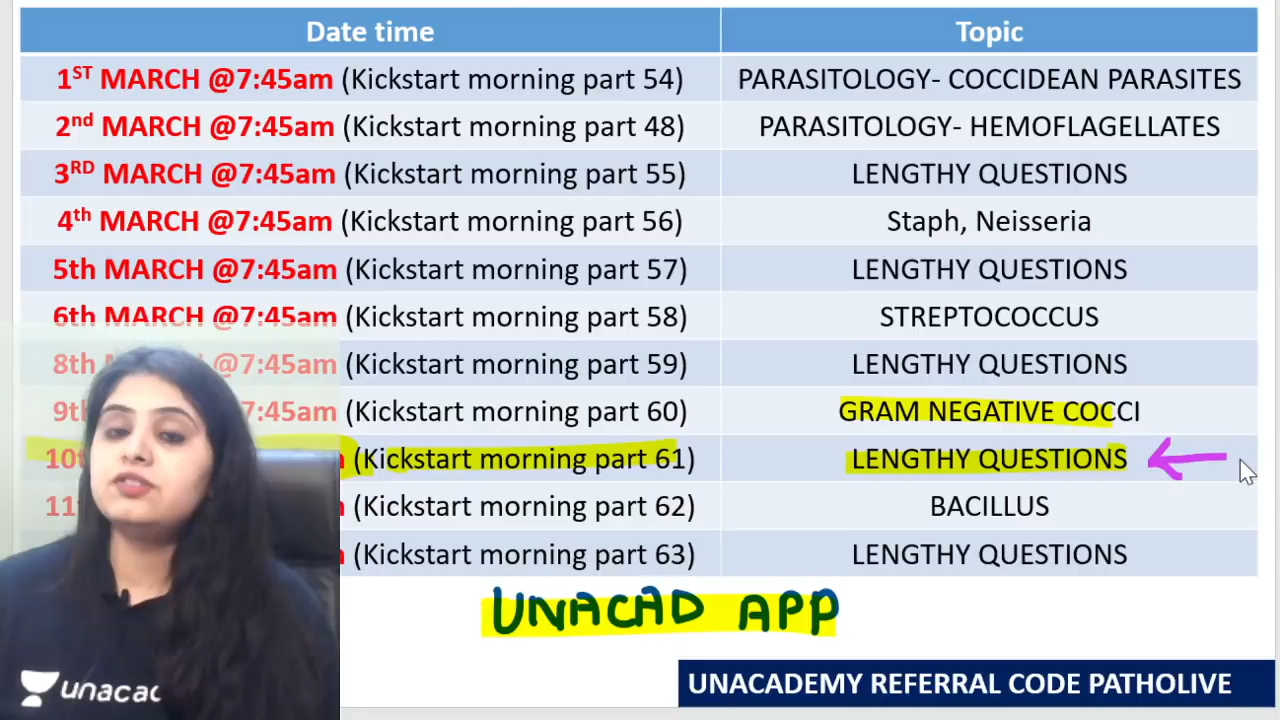 Date time Topic
1ST MARCH @7:45am (Kickstart morning part 54) PARASITOLOGY- COCCIDEAN PARASITES
2nd MARCH @7:45am (Kickstart morning part 48) PARASITOLOGY- HEMOFLAGELLATES
3RD MARCH @7:45am (Kickstart morning part 55) LENGTHY QUESTIONS
4th MARCH @7:45am (Kickstart morning part 56) Staph, Neisseria
5th MARCH @7:45am (Kickstart morning part 57) LENGTHY QUESTIONS
6th MARCH @7:45am (Kickstart morning part 58) STREPTOCOCCUS
8th @7:45am (Kickstart morning part 59) LENGTHY QUESTIONS
9th 7:45am (Kickstart morning part 60) GRAM NEGATIVE COCCI
10t (Kickstart morning part 61) LENGTHY QUESTIONS
11 (Kickstart morning part 62) BACILLUS
(Kickstart morning part 63) LENGTHY QUESTIONS
UNACAD APP
unacad
UNACADEMY REFERRAL CODE PATHOLIVE